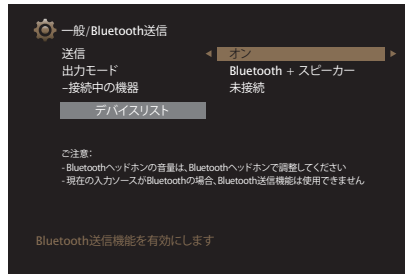 一般/Bluetooth送信
送信 オン
出力モード Bluetooth + スピーカー
–接続中の機器 未接続
デバイスリスト
ご注意:
- Bluetoothヘッドホンの音量は、Bluetoothヘッドホンで調整してください
- 現在の入力ソースがBluetoothの場合、Bluetooth送信機能は使用できません
Bluetooth送信機能を有効にします